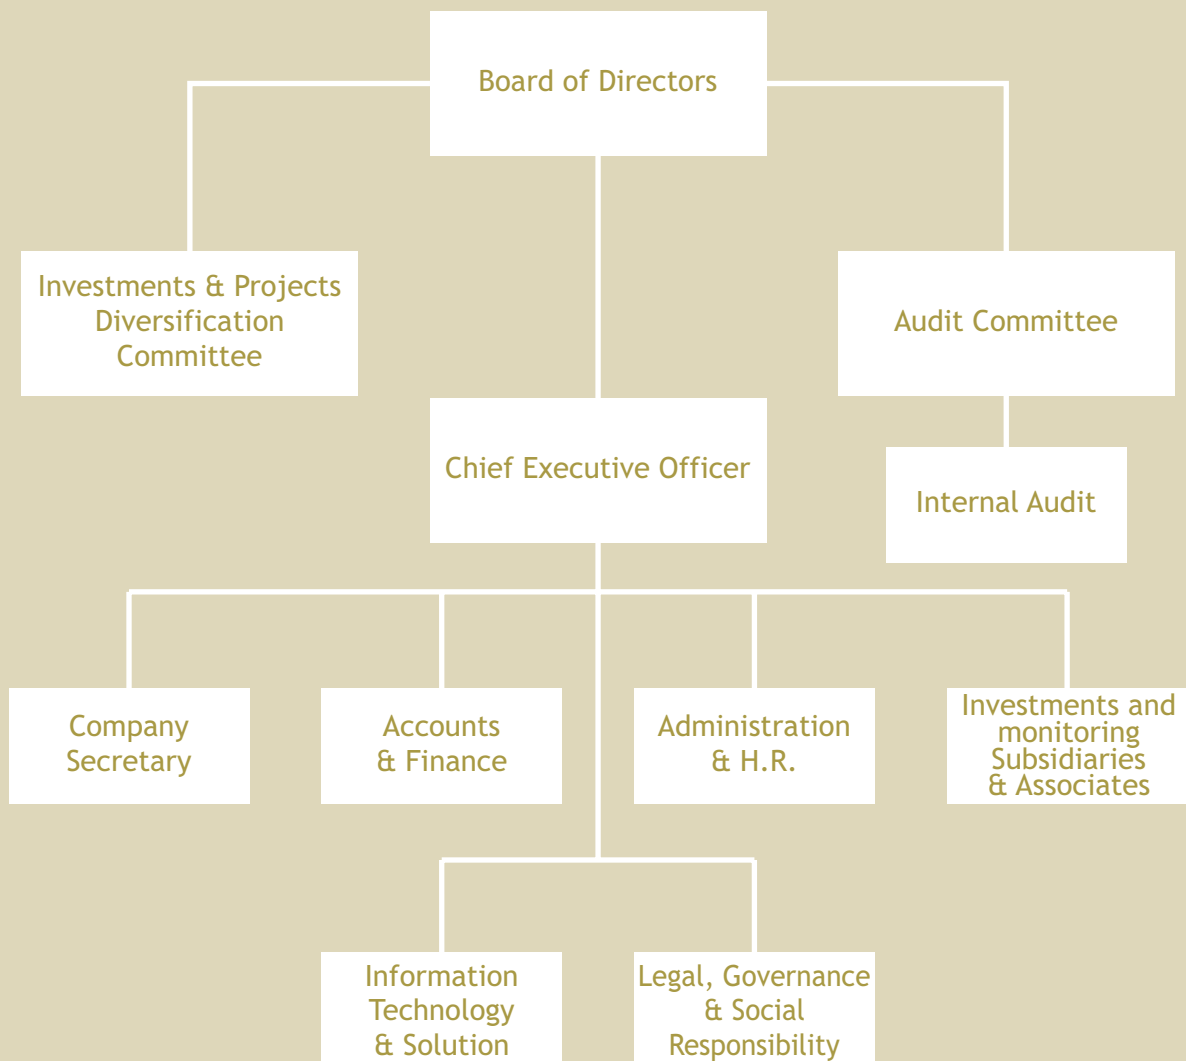 Board of Directors
Investments & Projects
Diversification
Committee
Audit Committee
Chief Executive Officer
Internal Audit
Company
Secretary
Accounts
& Finance
Administration
& H.R.
Investments and
monitoring
Subsidiaries
& Associates
Information
Technology
& Solution
Legal, Governance
& Social
Responsibility